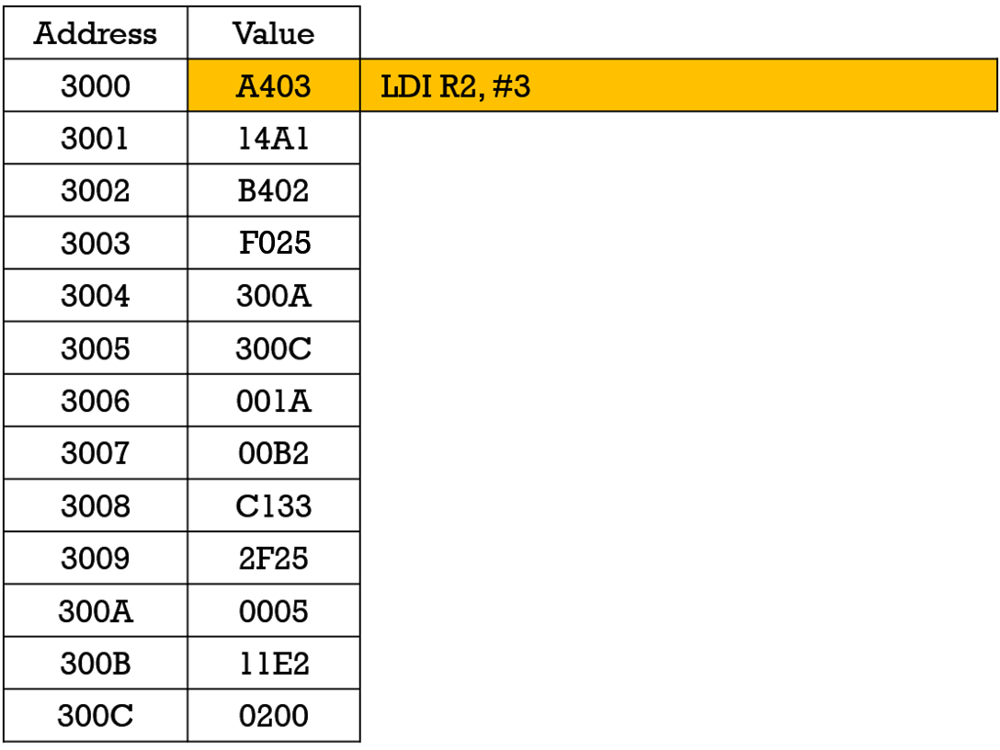 Address Value
3000 A403 LDI R2, #3
3001 14A1
3002 B402
3003 F025
3004 300A
3005 300C
3006 001A
3007 00B2
3008 C133
3009 2F25
300A 0005
300B 11E2
300C 0200